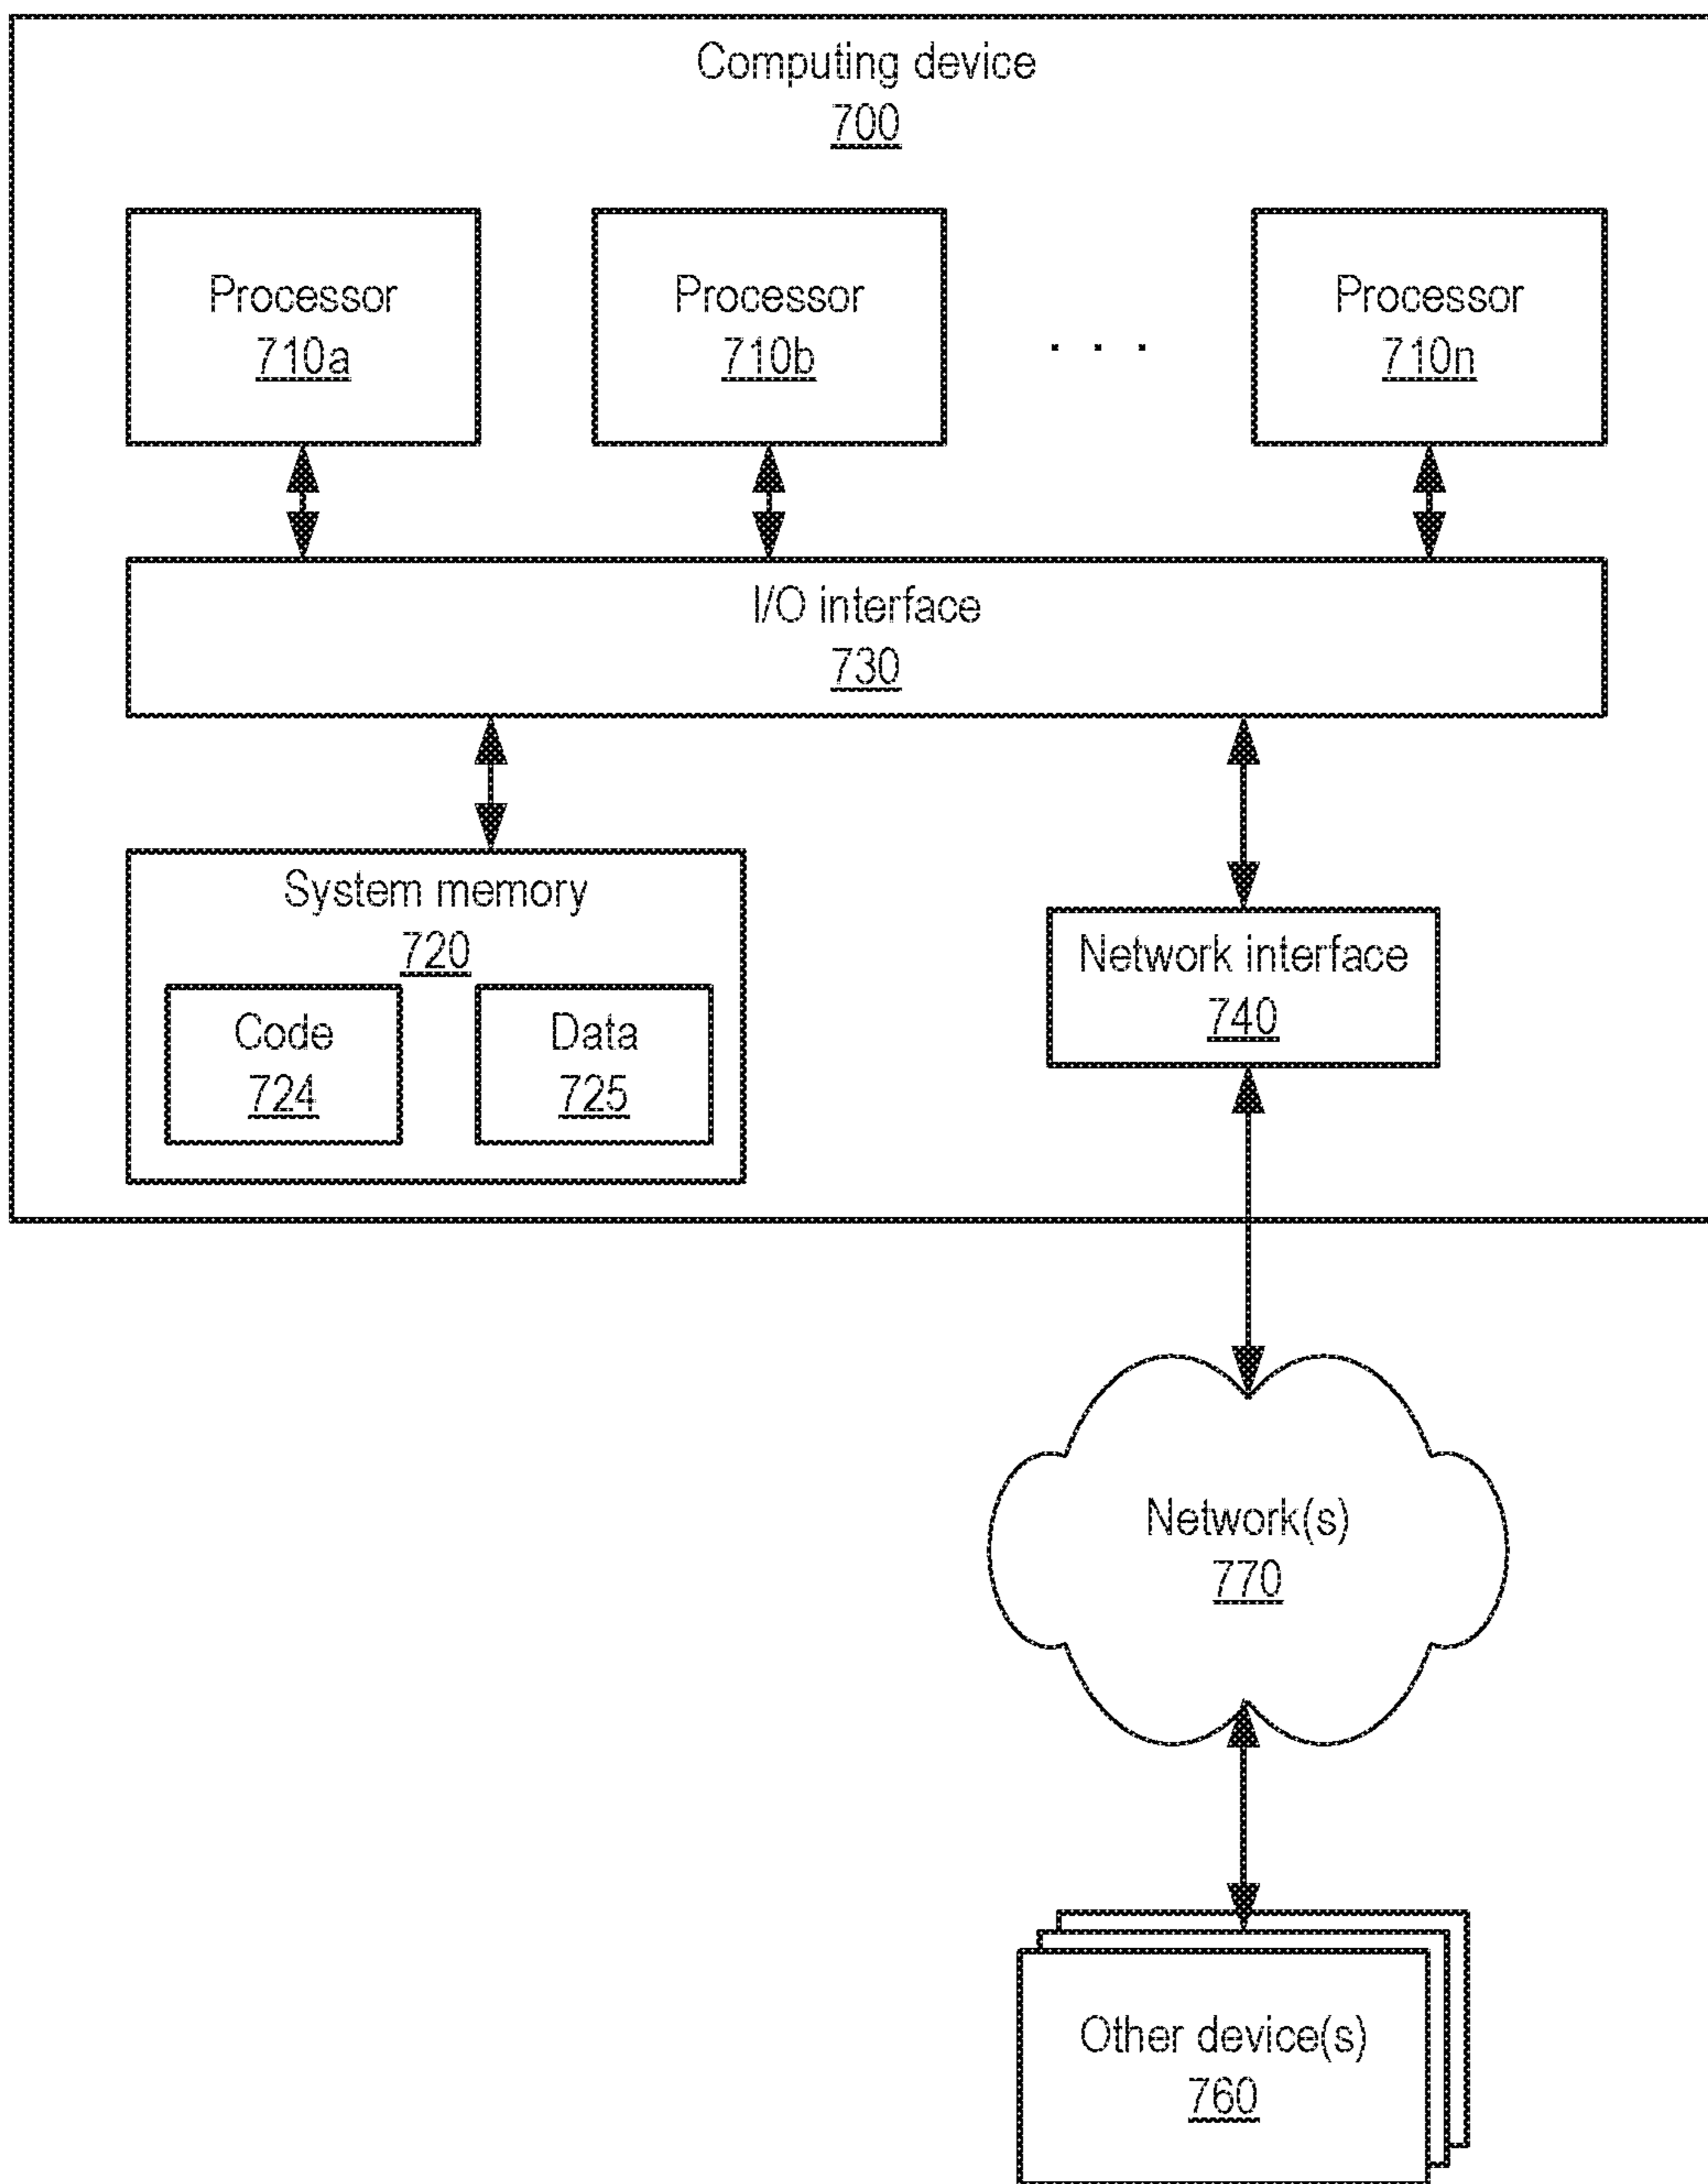 Computing device
700
Processor
710a
Processor
710b
. . .
Processor
710n
I/O interface
730
System memory
720
Code
724
Data
725
Network interface
740
Network(s)
770
Other device(s)
760